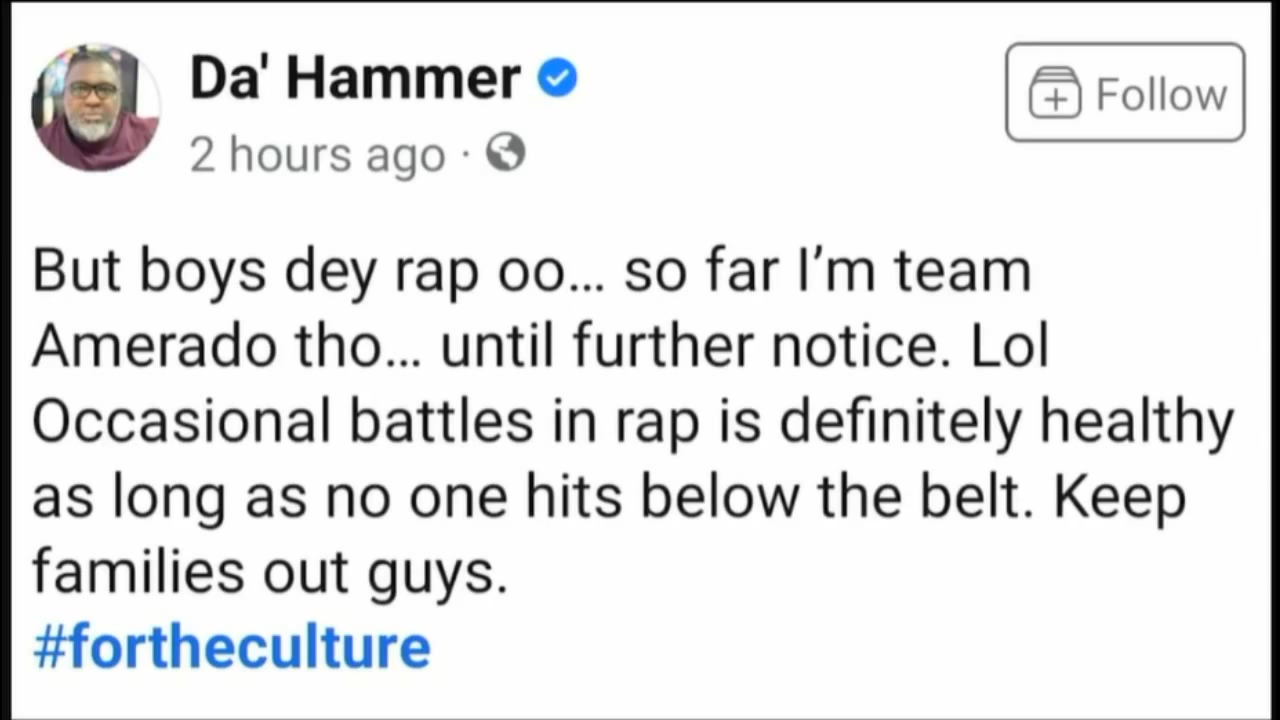 Da' Hammer
Follow
2 hours ago ·
But boys dey rap oo... so far I'm team
Amerado tho... until further notice. Lol
Occasional battles in rap is definitely healthy
as long as no one hits below the belt. Keep
families out guys.
#fortheculture